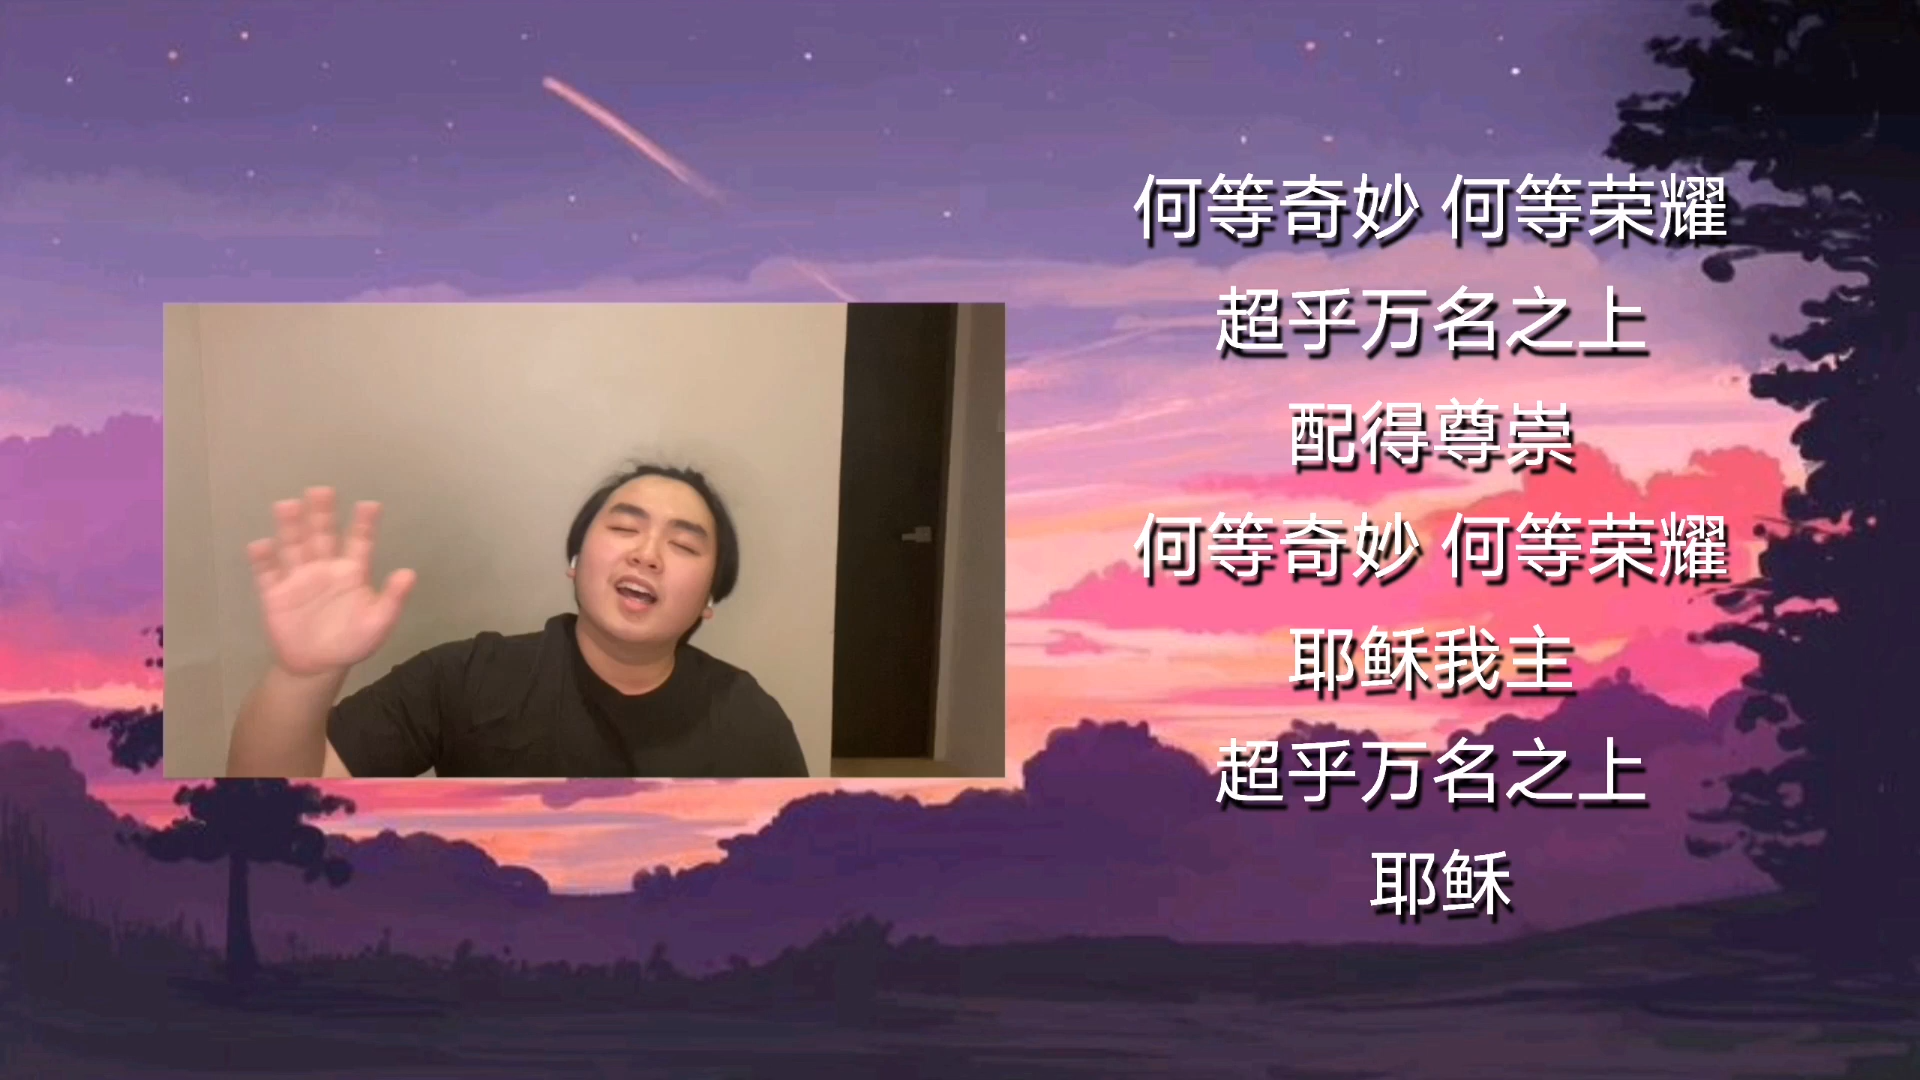 何等奇妙 何等荣耀
超乎万名之上
配得尊崇
何等奇妙 何等荣耀
耶稣我主
超乎万名之上
耶稣